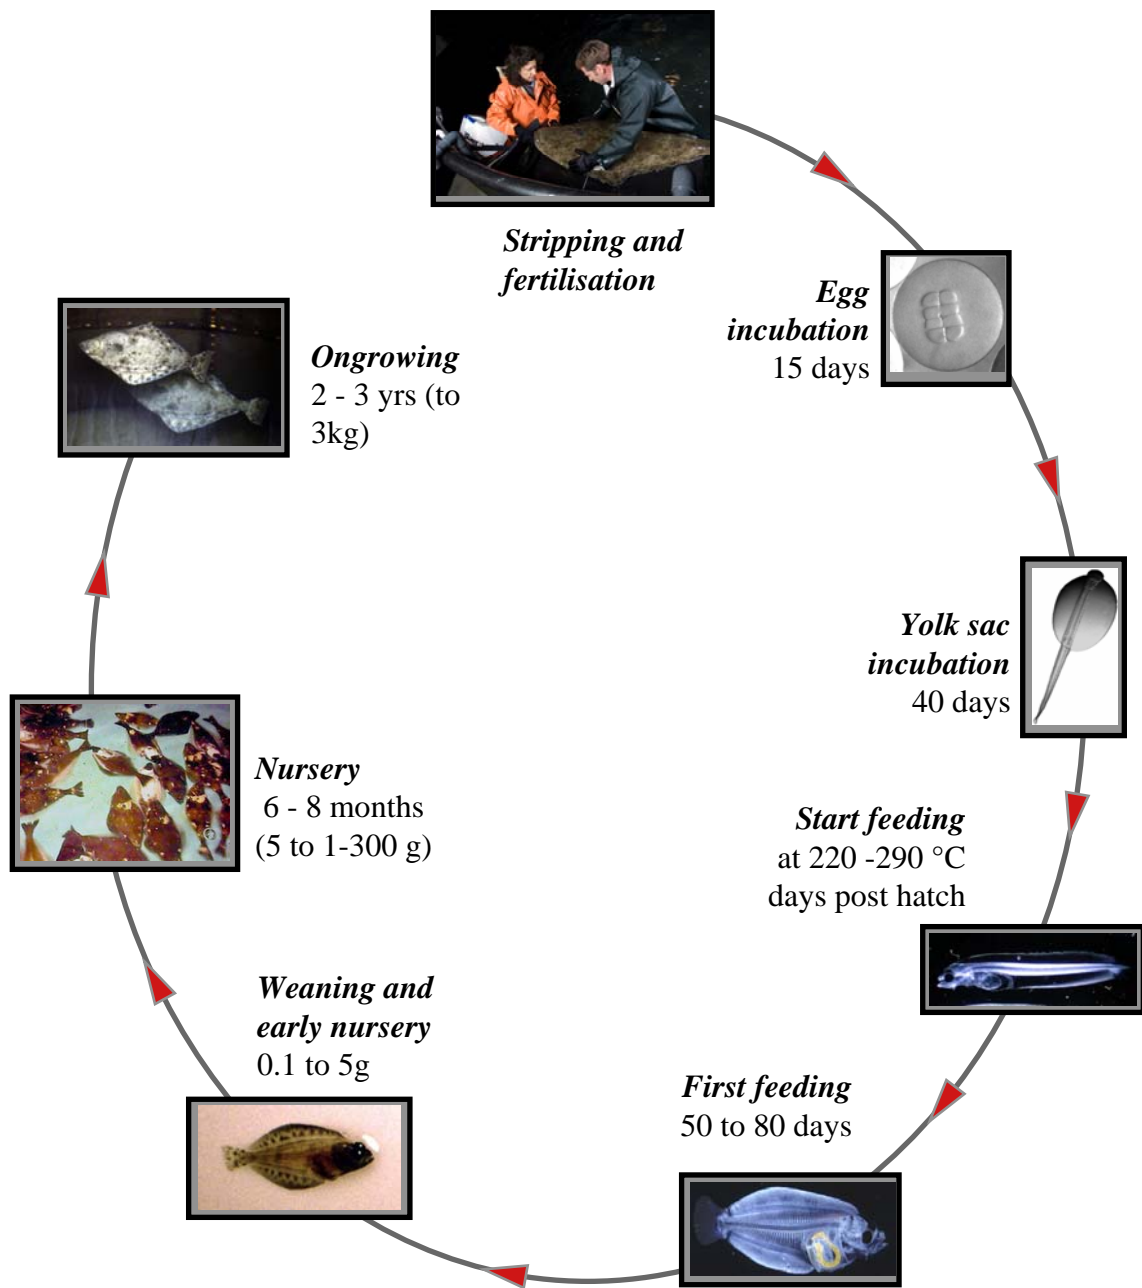 Stripping and
fertilisation
Egg
incubation
15 days
Yolk sac
incubation
40 days
Start feeding
at 220 -290 °C
days post hatch
First feeding
50 to 80 days
Weaning and
early nursery
0.1 to 5g
Nursery
6 - 8 months
(5 to 1-300 g)
Ongrowing
2 - 3 yrs (to
3kg)